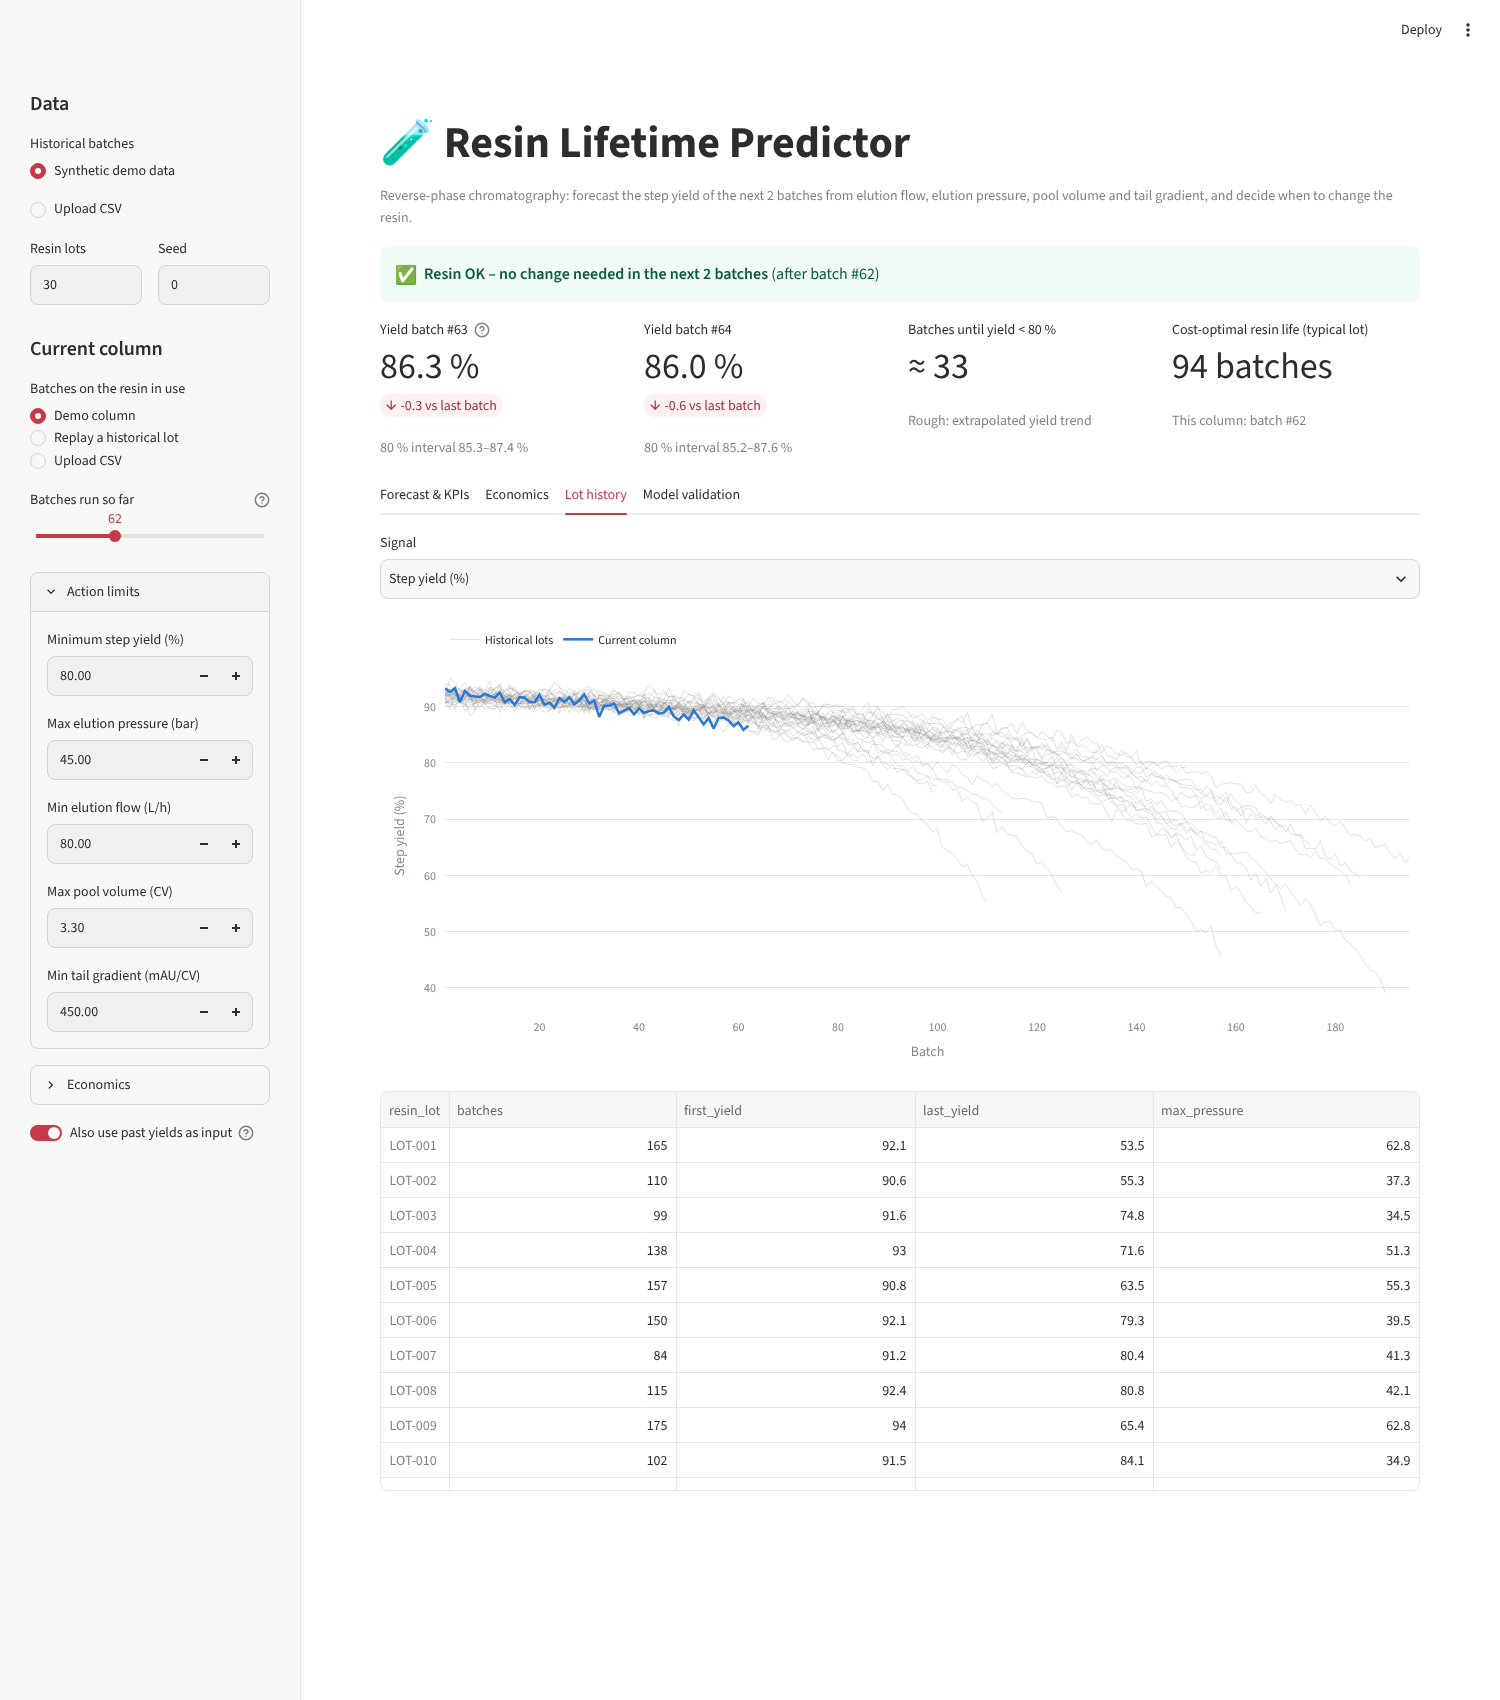 Deploy
Data
Historical batches
Synthetic demo data
Upload CSV
Resin lots
Seed
30
0
Current column
Batches on the resin in use
Demo column
Replay a historical lot
Upload CSV
Batches run so far
62
Action limits
Minimum step yield (%)
80.00
Max elution pressure (bar)
45.00
Min elution flow (L/h)
80.00
Max pool volume (CV)
3.30
Min tail gradient (mAU/CV)
450.00
Economics
Also use past yields as input
Resin Lifetime Predictor
Reverse-phase chromatography: forecast the step yield of the next 2 batches from elution flow, elution pressure, pool volume and tail gradient, and decide when to change the
resin.
Resin OK – no change needed in the next 2 batches (after batch #62)
Yield batch #63
86.3 %
↓ -0.3 vs last batch
80 % interval 85.3–87.4 %
Yield batch #64
86.0 %
↓ -0.6 vs last batch
80 % interval 85.2–87.6 %
Batches until yield < 80 %
≈ 33
Rough: extrapolated yield trend
Cost-optimal resin life (typical lot)
94 batches
This column: batch #62
Forecast & KPIs Economics Lot history Model validation
Signal
Step yield (%)
Historical lots Current column
Step yield (%)
90
80
70
60
50
40
20 40 60 80 100 120 140 160 180
Batch
resin_lot batches first_yield last_yield max_pressure
LOT-001 165 92.1 53.5 62.8
LOT-002 110 90.6 55.3 37.3
LOT-003 99 91.6 74.8 34.5
LOT-004 138 93 71.6 51.3
LOT-005 157 90.8 63.5 55.3
LOT-006 150 92.1 79.3 39.5
LOT-007 84 91.2 80.4 41.3
LOT-008 115 92.4 80.8 42.1
LOT-009 175 94 65.4 62.8
LOT-010 102 91.5 84.1 34.9